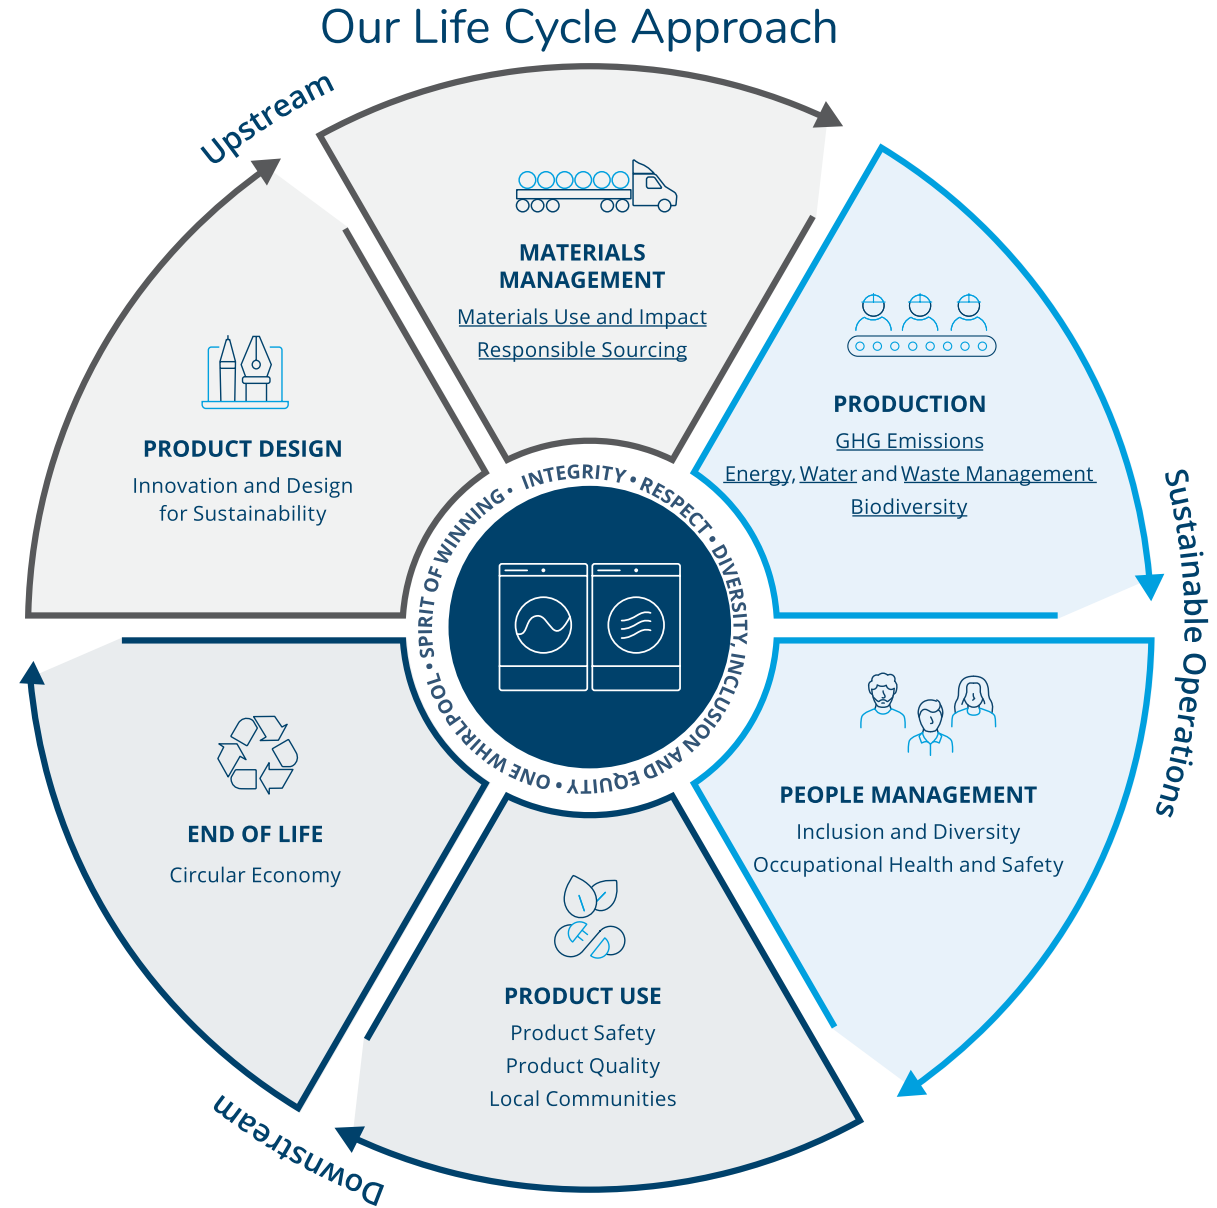 Our Life Cycle Approach
Upstream
MATERIALS
MANAGEMENT
Materials Use and Impact
Responsible Sourcing
PRODUCTION
GHG Emissions
Energy, Water and Waste Management
Biodiversity
Sustainable Operations
PEOPLE MANAGEMENT
Inclusion and Diversity
Occupational Health and Safety
PRODUCT USE
Product Safety
Product Quality
Local Communities
Downstream
END OF LIFE
Circular Economy
PRODUCT DESIGN
Innovation and Design
for Sustainability
INTEGRITY • RESPECT • DIVERSITY, INCLUSION AND EQUITY • ONE WHIRLPOOL • SPIRIT OF WINNING •